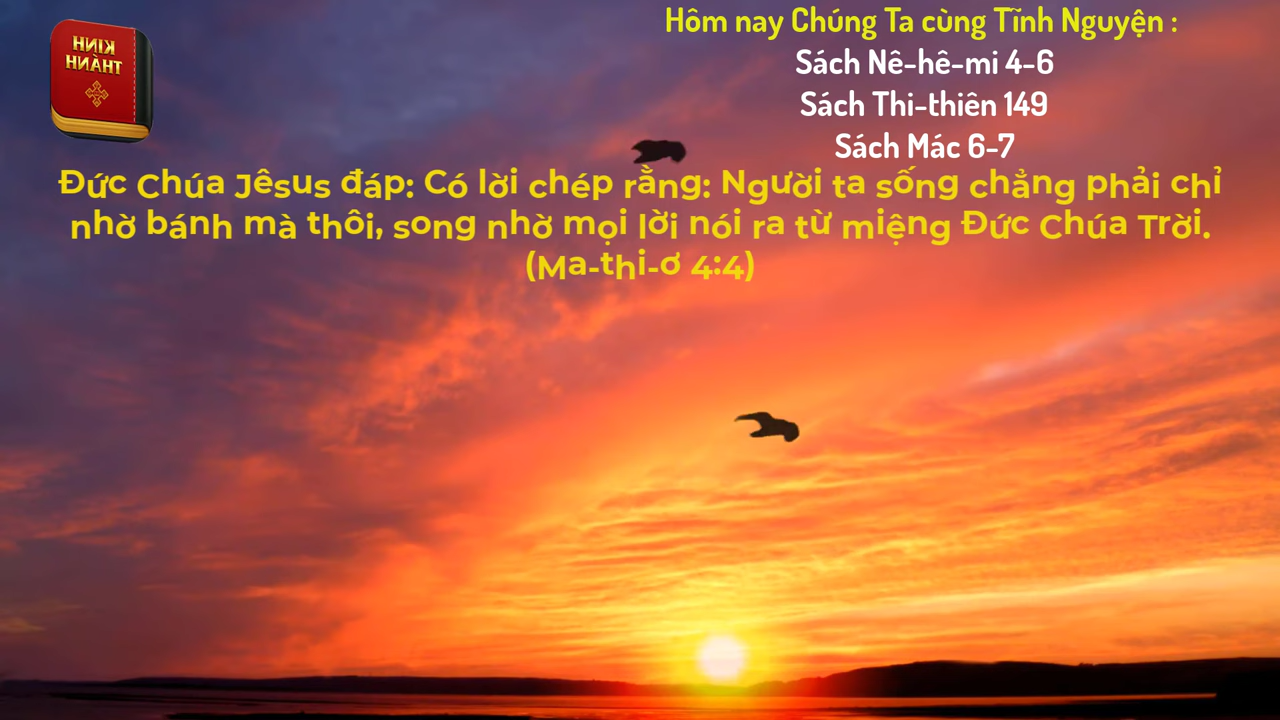 KINH
THÁNH
Hôm nay Chúng Ta cùng Tĩnh Nguyện :
Sách Nê-hê-mi 4-6
Sách Thi-thiên 149
Sách Mác 6-7
Đức Chúa Jêsus đáp: Có lời chép rằng: Người ta sống chẳng phải chỉ
nhờ bánh mà thôi, song nhờ mọi lời nói ra từ miệng Đức Chúa Trời.
(Ma-thi-ơ 4:4)